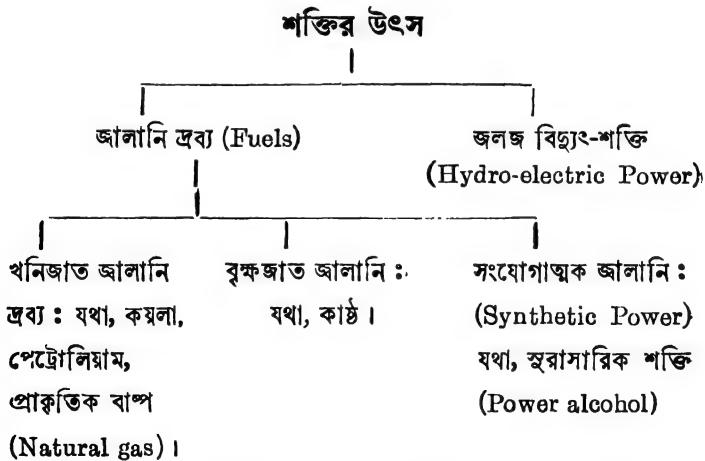 শক্তির উৎস
জ্বালানি দ্রব্য (Fuels)
জলজ বিদ্যুৎ-শক্তি
(Hydro-electric Power)
খনিজাত জ্বালানি
দ্রব্য : যথা, কয়লা,
পেট্রোলিয়াম,
প্রাকৃতিক বাষ্প
(Natural gas) ।
বৃক্ষজাত জ্বালানি :
যথা, কাষ্ঠ ।
সংযোগাত্মক জ্বালানি :
(Synthetic Power)
যথা, সুরাসারিক শক্তি
(Power alcohol)